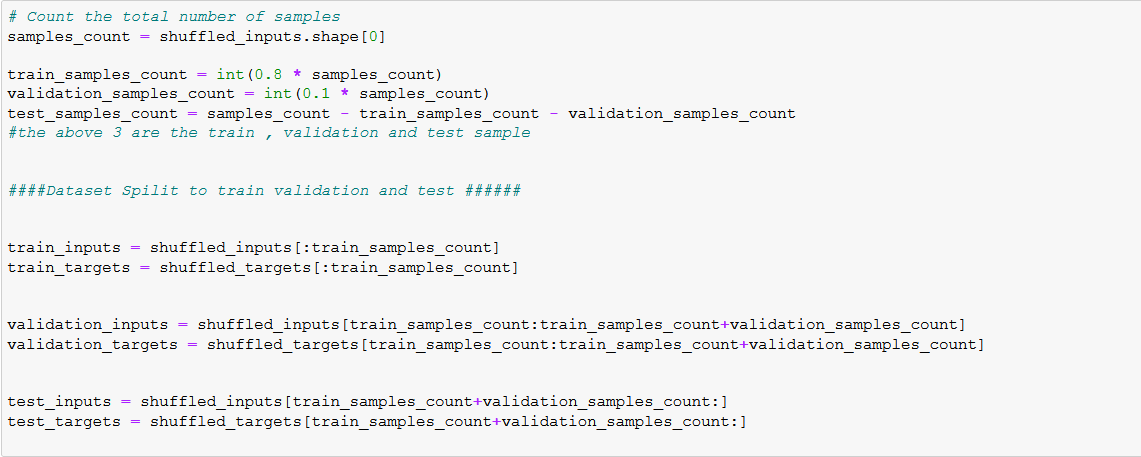 # Count the total number of samples
samples_count = shuffled_inputs.shape[0]
train_samples_count = int(0.8 * samples_count)
validation_samples_count = int(0.1 * samples_count)
test_samples_count = samples_count - train_samples_count - validation_samples_count
#the above 3 are the train , validation and test sample
####Dataset Spilit to train validation and test ######
train_inputs = shuffled_inputs[:train_samples_count]
train_targets = shuffled_targets[:train_samples_count]
validation_inputs = shuffled_inputs[train_samples_count:train_samples_count+validation_samples_count]
validation_targets = shuffled_targets[train_samples_count:train_samples_count+validation_samples_count]
test_inputs = shuffled_inputs[train_samples_count+validation_samples_count:]
test_targets = shuffled_targets[train_samples_count+validation_samples_count:]